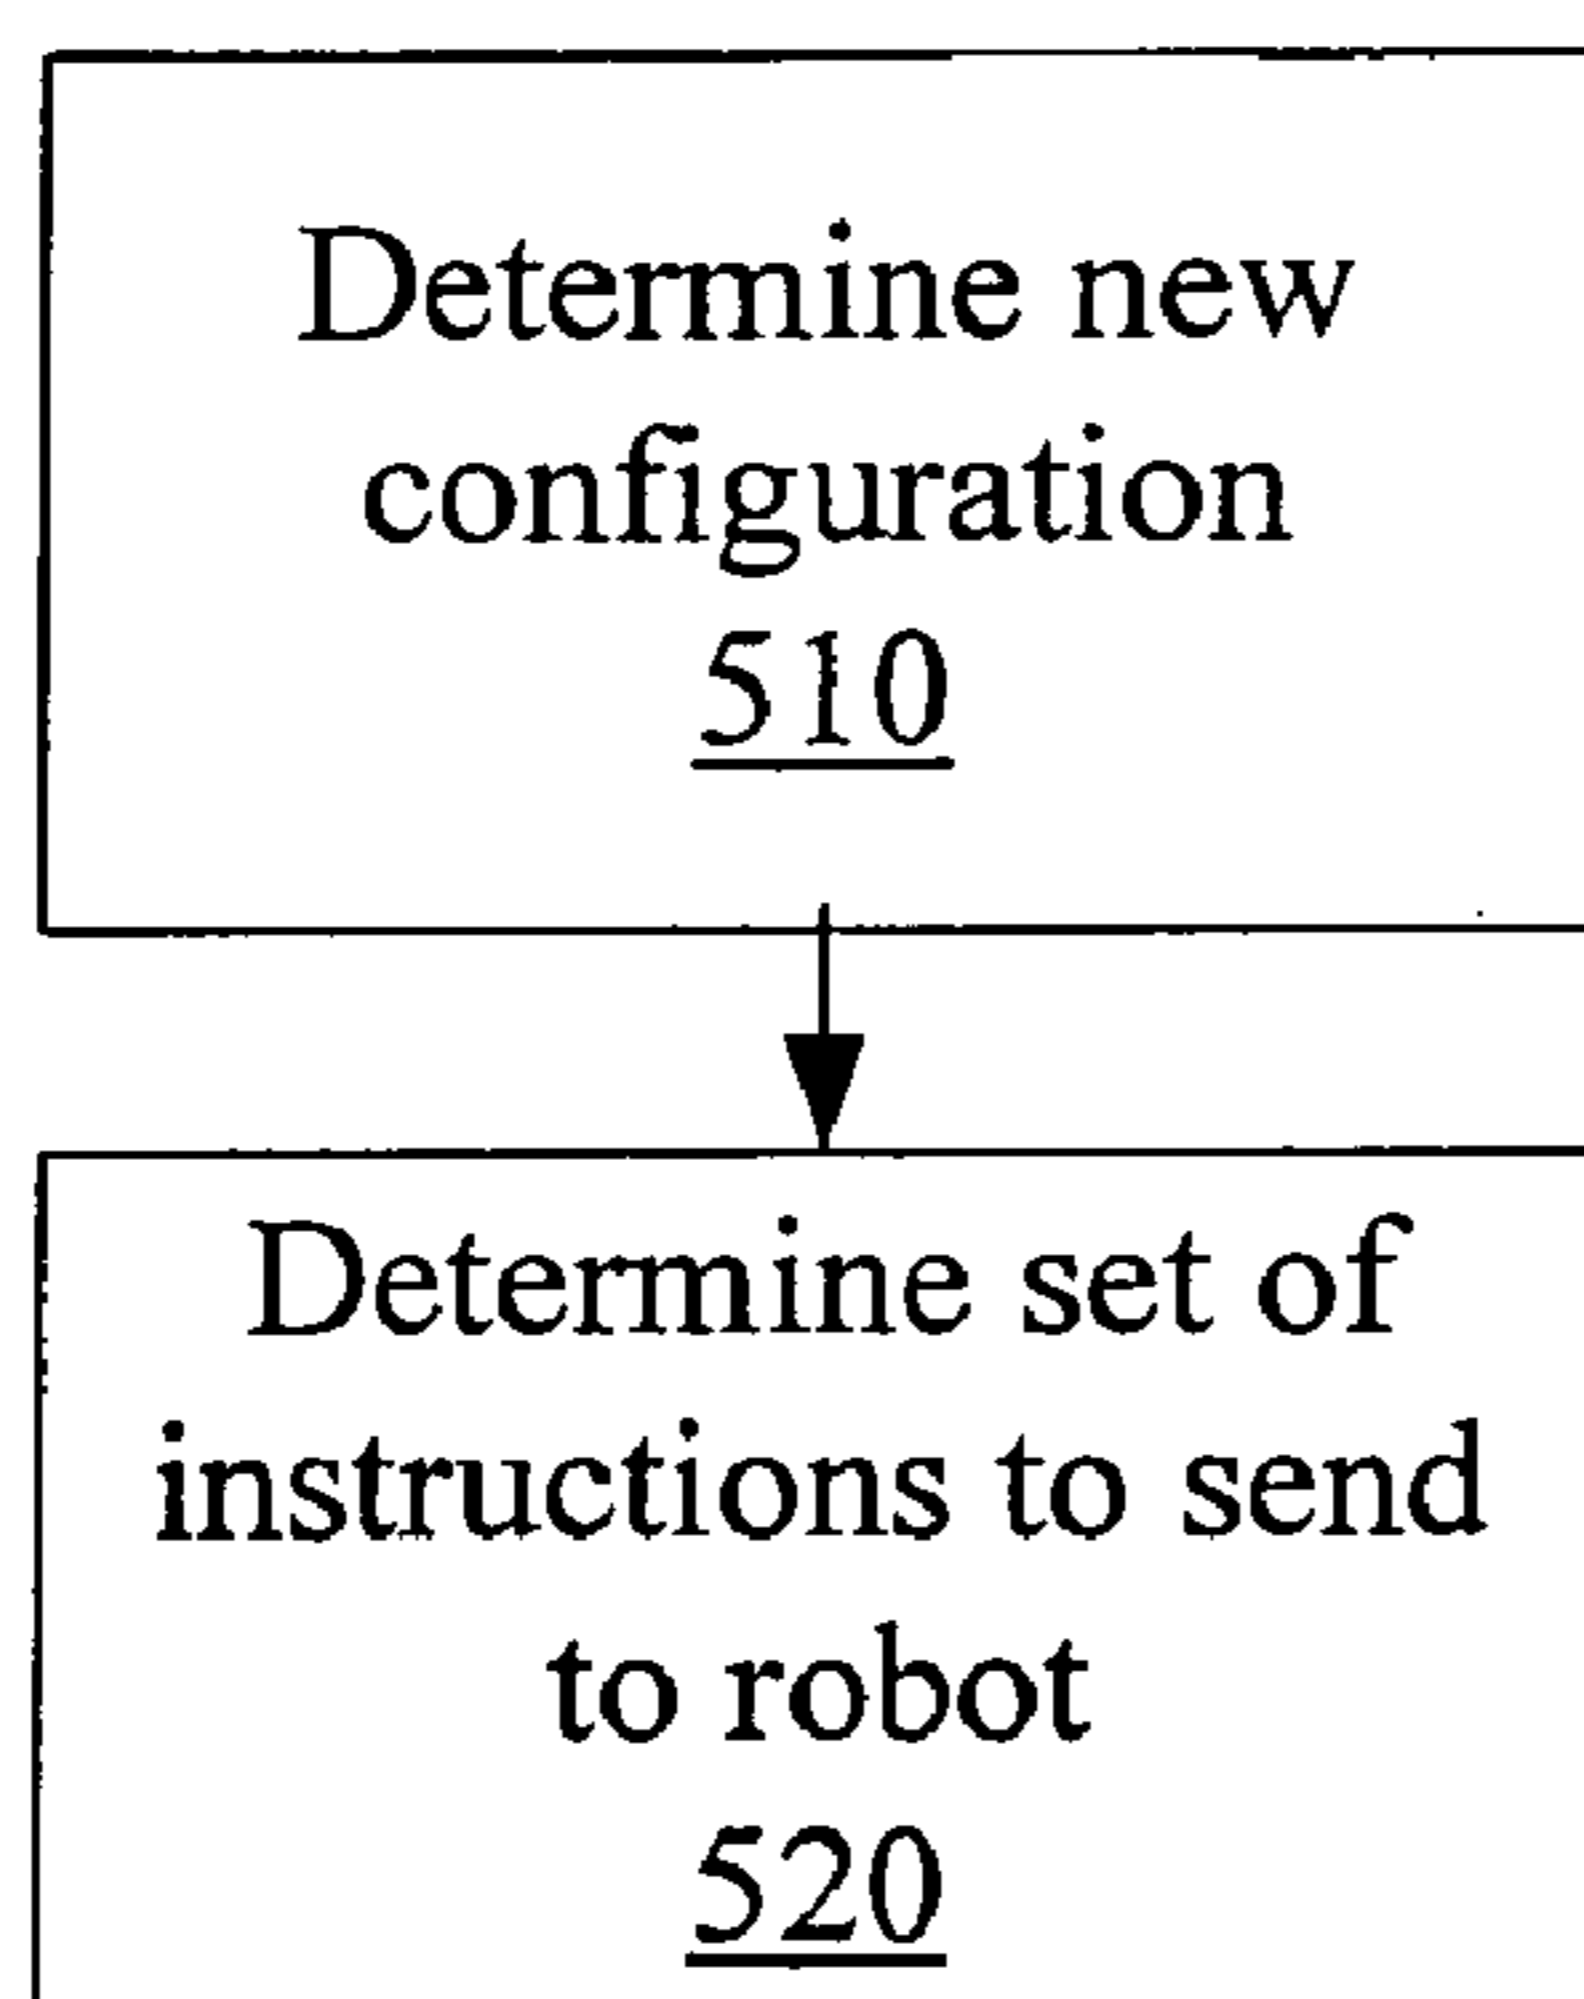 Determine new
configuration
510
Determine set of
instructions to send
to robot
520